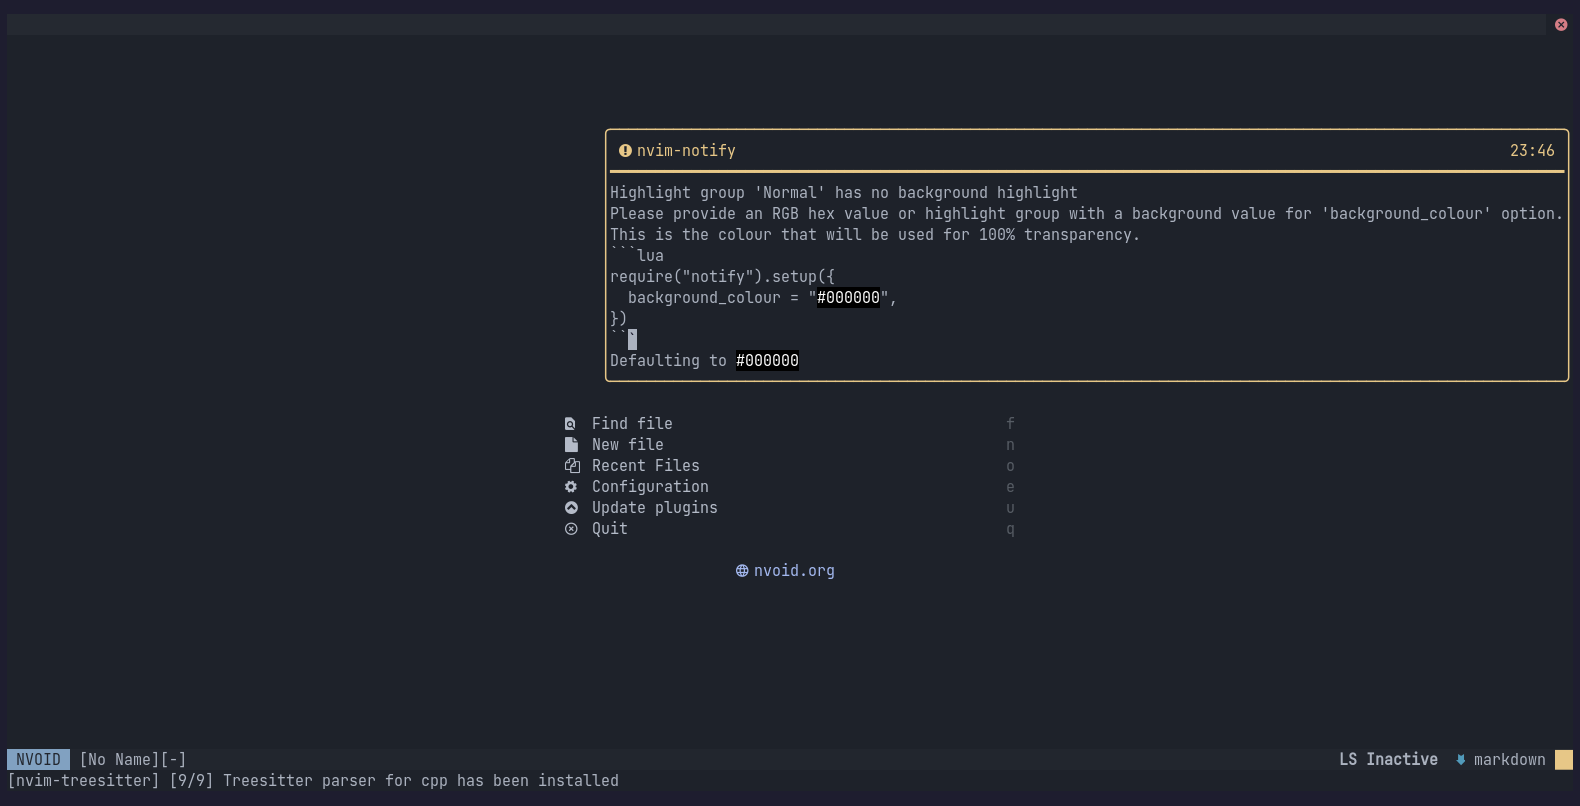 nvim-notify 23:46
Highlight group 'Normal' has no background highlight
Please provide an RGB hex value or highlight group with a background value for 'background_colour' option.
This is the colour that will be used for 100% transparency.
```lua
require("notify").setup({
  background_colour = "#000000",
})
```
Defaulting to #000000
Find file f
New file n
Recent Files o
Configuration e
Update plugins u
Quit q
nvoid.org
NVOID [No Name][-] LS Inactive markdown
[nvim-treesitter] [9/9] Treesitter parser for cpp has been installed